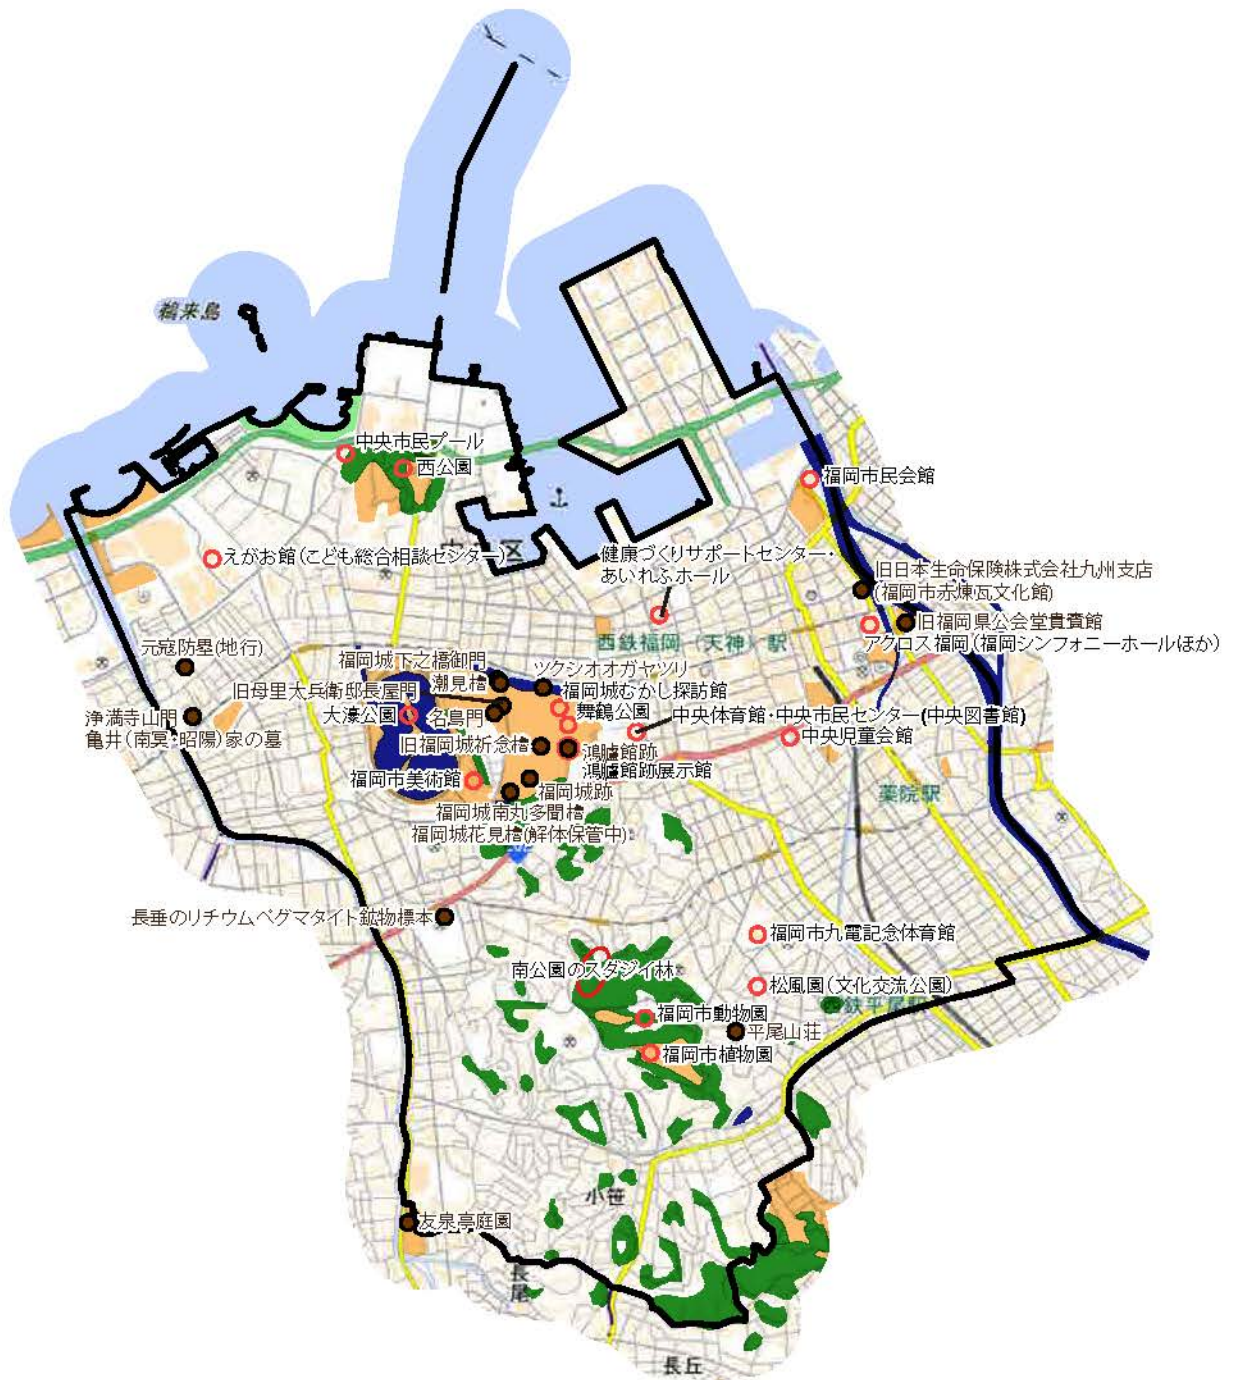 鵜来島
中央市民プール
西公園
福岡市民会館
えがお館(こども総合相談センター)
健康づくりサポートセンター・
あいれふホール
旧日本生命保険株式会社九州支店
(福岡市赤煉瓦文化館)
旧福岡県公会堂貴賓館
アクロス福岡(福岡シンフォニーホールほか)
西鉄福岡(天神)駅
元寇防塁(地行)
福岡城下之橋御門
潮見櫓
ツクシオオガヤツリ
旧母里太兵衛邸長屋門
福岡城むかし探訪館
浄満寺山門
亀井(南冥・昭陽)家の墓
大濠公園
名島門
舞鶴公園
中央体育館・中央市民センター(中央図書館)
中央児童会館
旧福岡城祈念櫓
鴻臚館跡
鴻臚館跡展示館
福岡市美術館
福岡城跡
福岡城南丸多聞櫓
福岡城花見櫓(解体保管中)
薬院駅
長垂のリチウムペグマタイト鉱物標本
福岡市九電記念体育館
南公園のスダジイ林
松風園(文化交流公園)
西鉄平尾駅
福岡市動物園
平尾山荘
福岡市植物園
小笹
友泉亭庭園
長尾
長丘